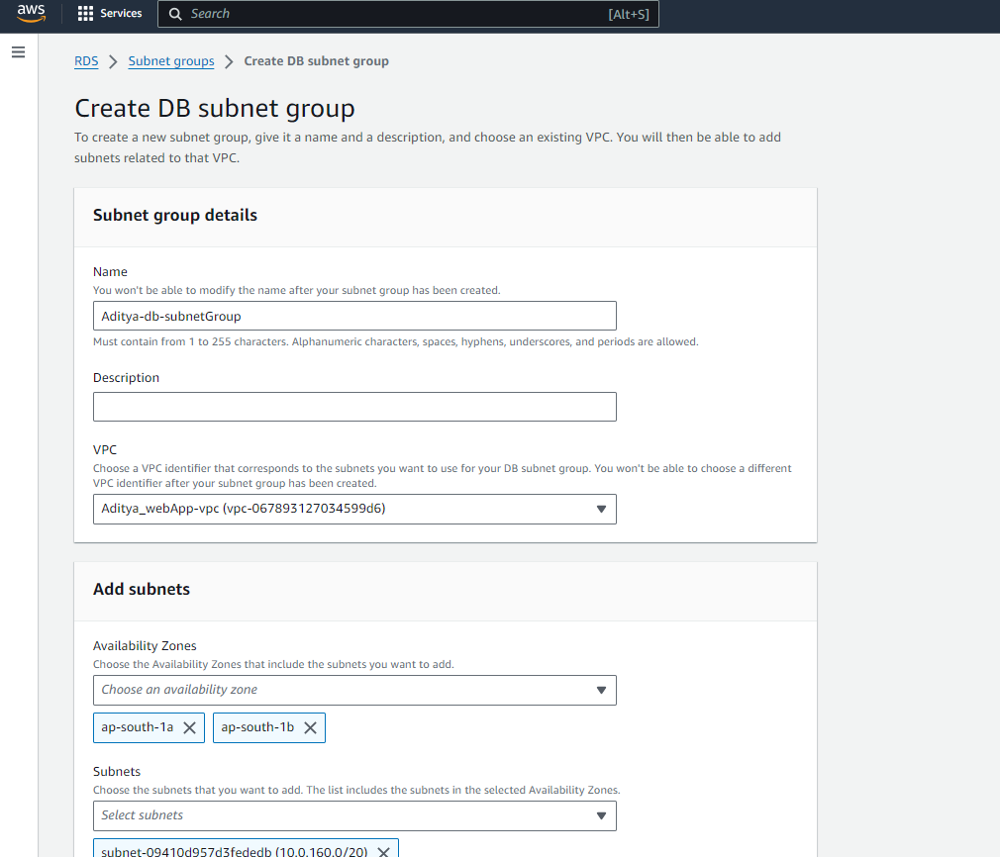 aws
Services
Search
[Alt+S]
RDS > Subnet groups > Create DB subnet group
Create DB subnet group
To create a new subnet group, give it a name and a description, and choose an existing VPC. You will then be able to add
subnets related to that VPC.
Subnet group details
Name
You won't be able to modify the name after your subnet group has been created.
Aditya-db-subnetGroup
Must contain from 1 to 255 characters. Alphanumeric characters, spaces, hyphens, underscores, and periods are allowed.
Description
VPC
Choose a VPC identifier that corresponds to the subnets you want to use for your DB subnet group. You won't be able to choose a different
VPC identifier after your subnet group has been created.
Aditya_webApp-vpc (vpc-067893127034599d6)
Add subnets
Availability Zones
Choose the Availability Zones that include the subnets you want to add.
Choose an availability zone
ap-south-1a
ap-south-1b
Subnets
Choose the subnets that you want to add. The list includes the subnets in the selected Availability Zones.
Select subnets
subnet-09410d957d3fededb (10.0.160.0/20)